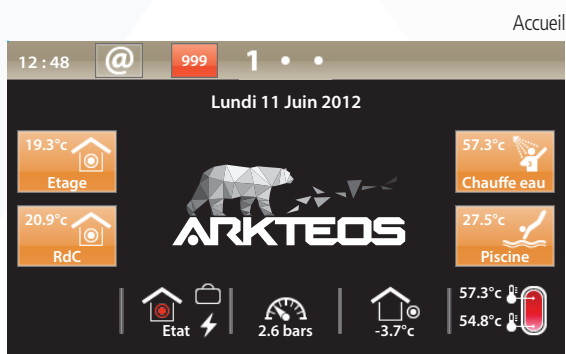 Accueil
12 : 48 @ 999 1
Lundi 11 Juin 2012
19.3°c
Etage
57.3°c
Chauffe eau
20.9°c
RdC
27.5°c
Piscine
ARKTEOS
Etat
2.6 bars
-3.7°c
57.3°c
54.8°c